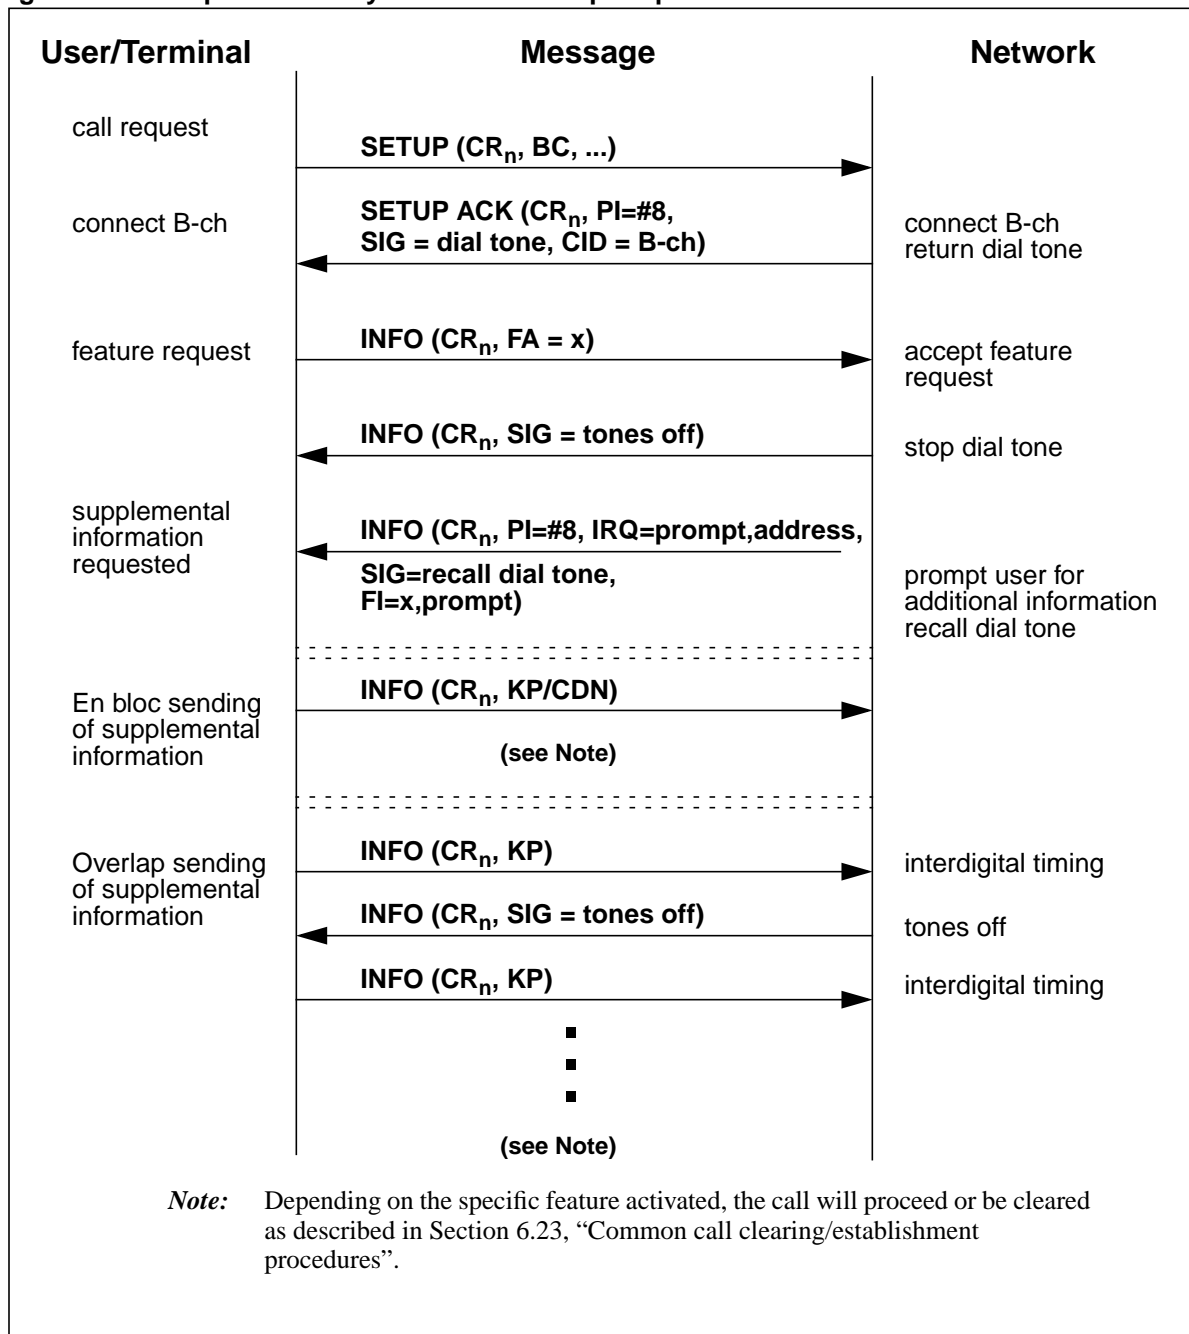 User/Terminal Message Network
call request
SETUP (CRn, BC, ...)
SETUP ACK (CRn, PI=#8,
SIG = dial tone, CID = B-ch)
connect B-ch
connect B-ch
return dial tone
INFO (CRn, FA = x)
feature request
accept feature
request
INFO (CRn, SIG = tones off)
stop dial tone
supplemental
information
requested
INFO (CRn, PI=#8, IRQ=prompt,address,
SIG=recall dial tone,
FI=x,prompt)
prompt user for
additional information
recall dial tone
INFO (CRn, KP/CDN)
En bloc sending
of supplemental
information
(see Note)
INFO (CRn, KP)
Overlap sending
of supplemental
information
interdigital timing
INFO (CRn, SIG = tones off)
tones off
INFO (CRn, KP)
interdigital timing
(see Note)
Note: Depending on the specific feature activated, the call will proceed or be cleared
as described in Section 6.23, “Common call clearing/establishment
procedures”.